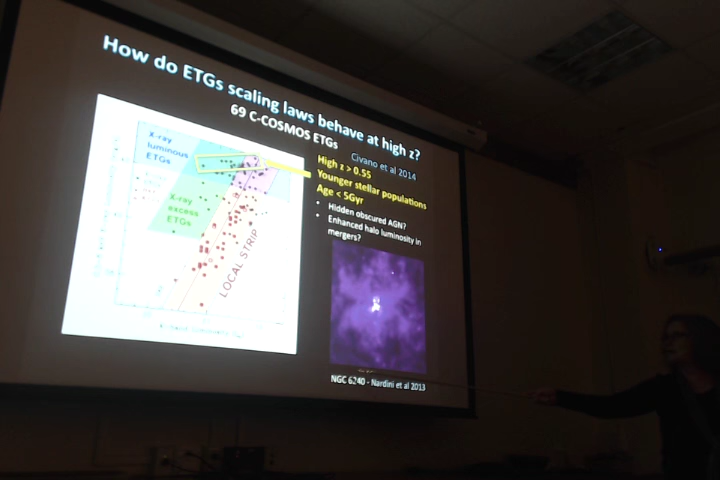 How do ETGs scaling laws behave at high z?
69 C-COSMOS ETGs
Civano et al 2014
X-ray
luminous
ETGs
X-ray
excess
ETGs
LOCAL STRIP
High z > 0.55
Younger stellar populations
Age < 5Gyr
• Hidden obscured AGN?
• Enhanced halo luminosity in
mergers?
NGC 6240 - Nardini et al 2013